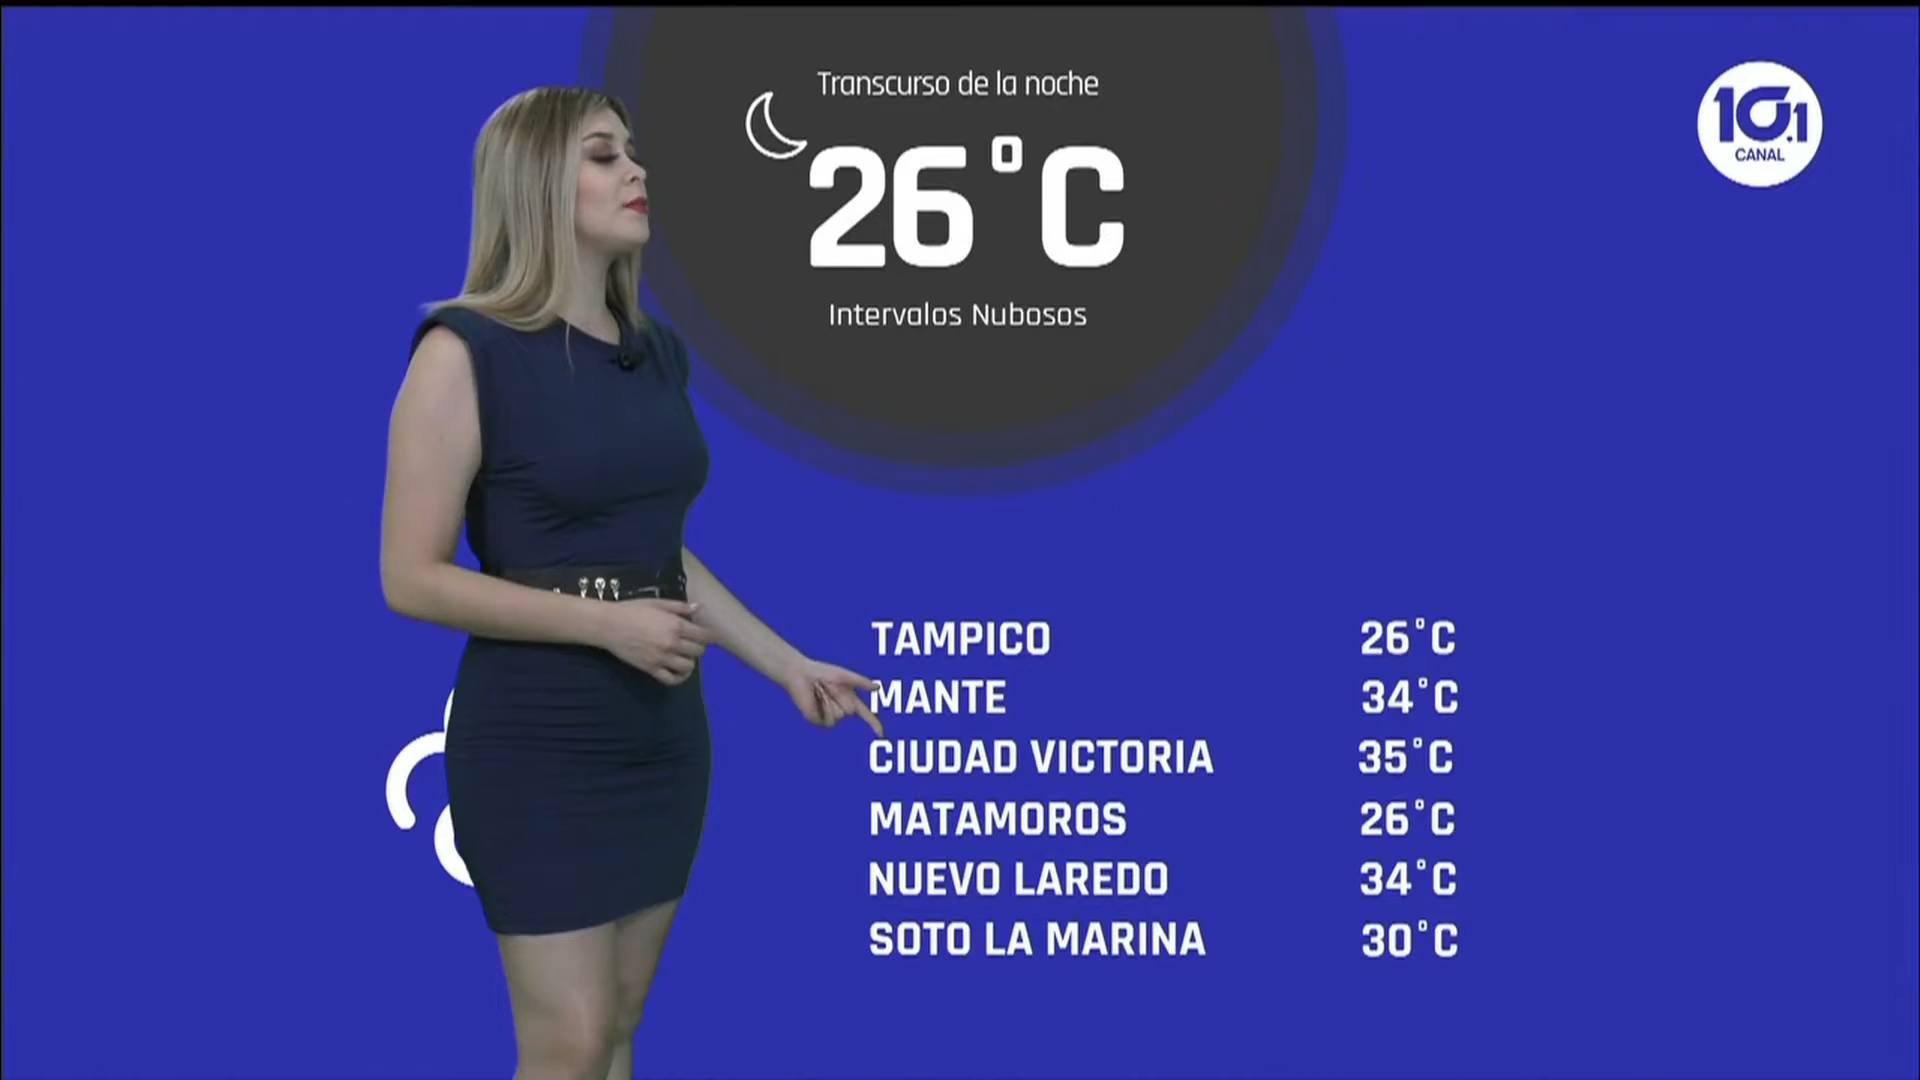 Transcurso de la noche
26°C
Intervalos Nubosos
10.1
CANAL
TAMPICO 26°C
MANTE 34°C
CIUDAD VICTORIA 35°C
MATAMOROS 26°C
NUEVO LAREDO 34°C
SOTO LA MARINA 30°C